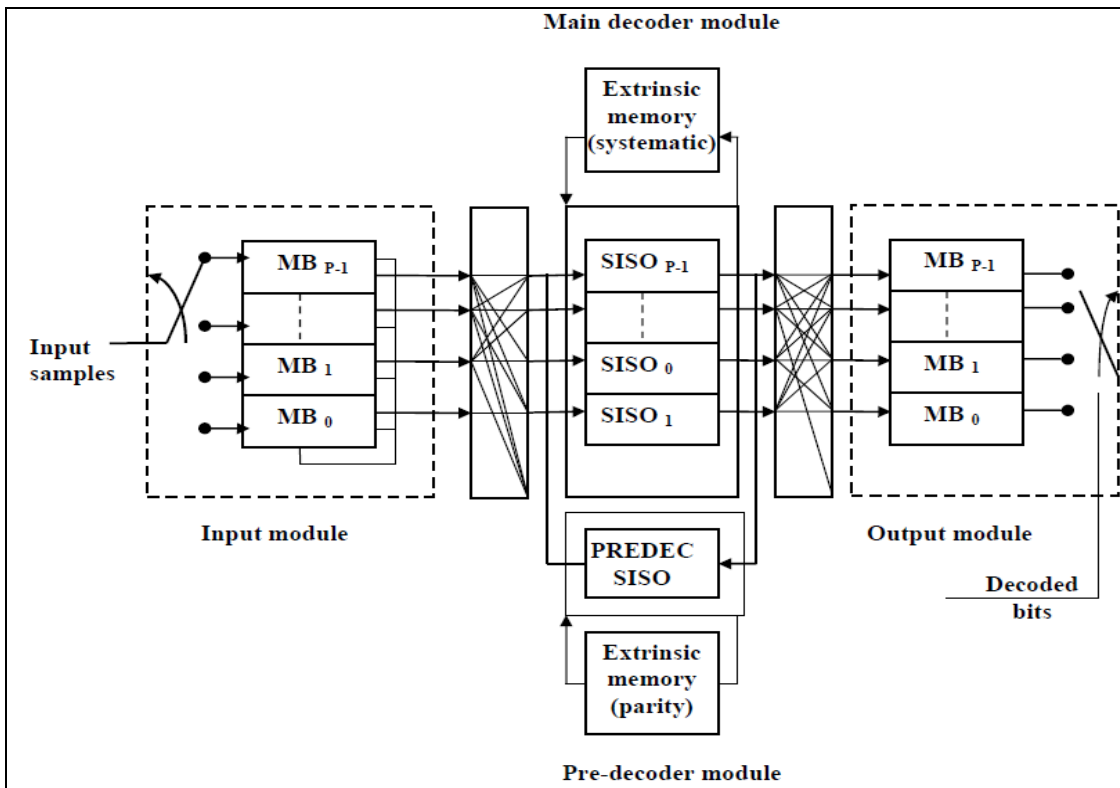 Main decoder module
Extrinsic
memory
(systematic)
Input
samples
MB P-1
MB 1
MB 0
Input module
SISO P-1
SISO 0
SISO 1
MB P-1
MB 1
MB 0
Output module
PREDEC
SISO
Decoded
bits
Extrinsic
memory
(parity)
Pre-decoder module